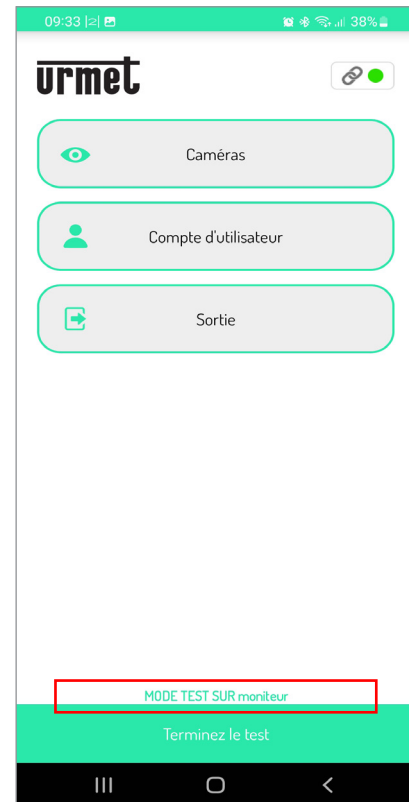 09:33
38%
urmet
Caméras
Compte d'utilisateur
Sortie
MODE TEST SUR moniteur
Terminez le test